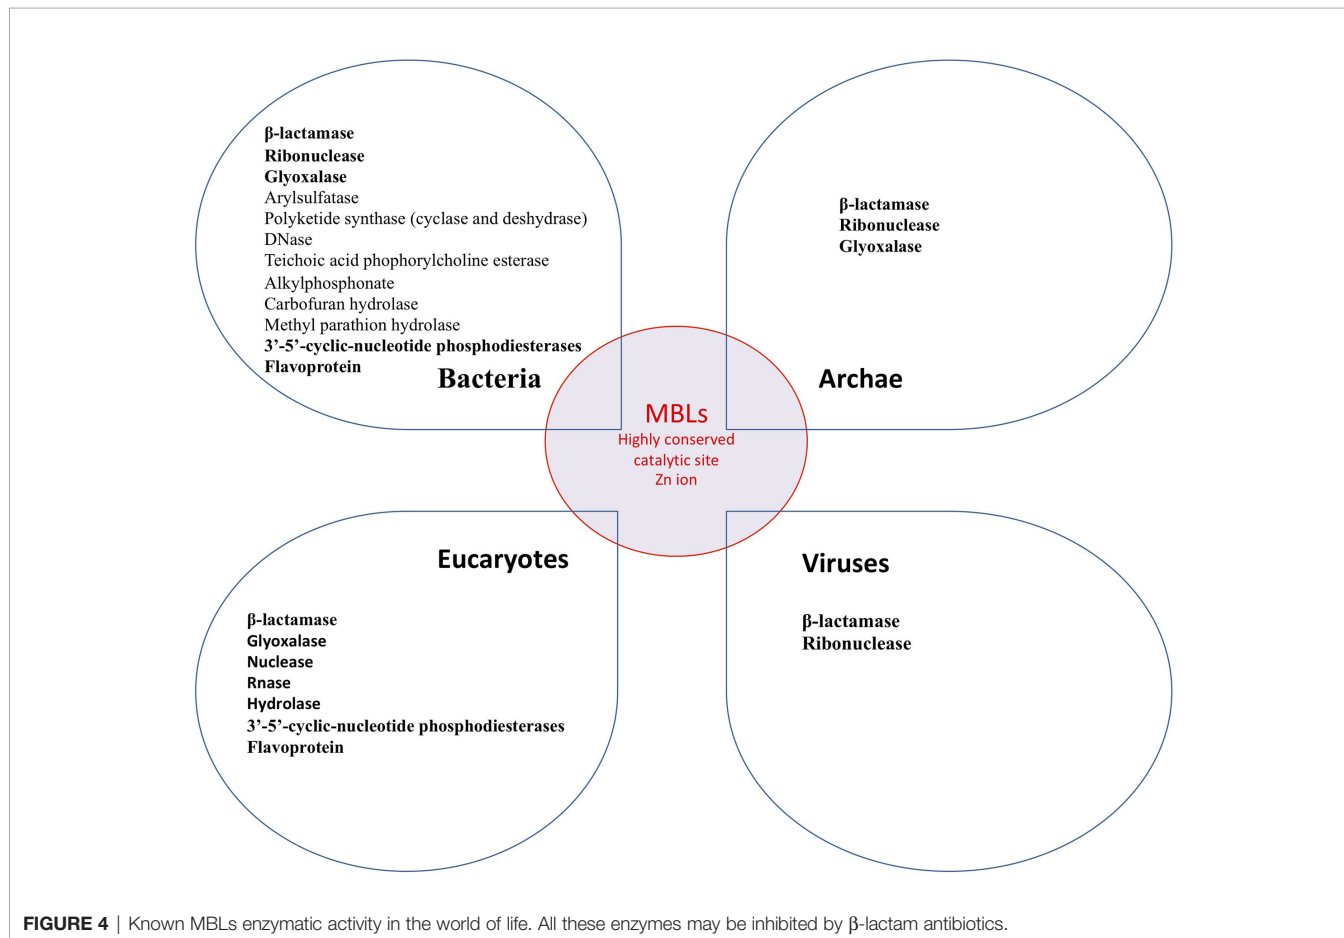 β-lactamase
Ribonuclease
Glyoxalase
Arylsulfatase
Polyketide synthase (cyclase and deshydrase)
DNase
Teichoic acid phophorylcholine esterase
Alkylphosphonate
Carbofuran hydrolase
Methyl parathion hydrolase
3’-5’-cyclic-nucleotide phosphodiesterases
Flavoprotein
Bacteria
β-lactamase
Ribonuclease
Glyoxalase
Archae
MBLs
Highly conserved
catalytic site
Zn ion
Eucaryotes
β-lactamase
Glyoxalase
Nuclease
Rnase
Hydrolase
3’-5’-cyclic-nucleotide phosphodiesterases
Flavoprotein
Viruses
β-lactamase
Ribonuclease
FIGURE 4 | Known MBLs enzymatic activity in the world of life. All these enzymes may be inhibited by β-lactam antibiotics.